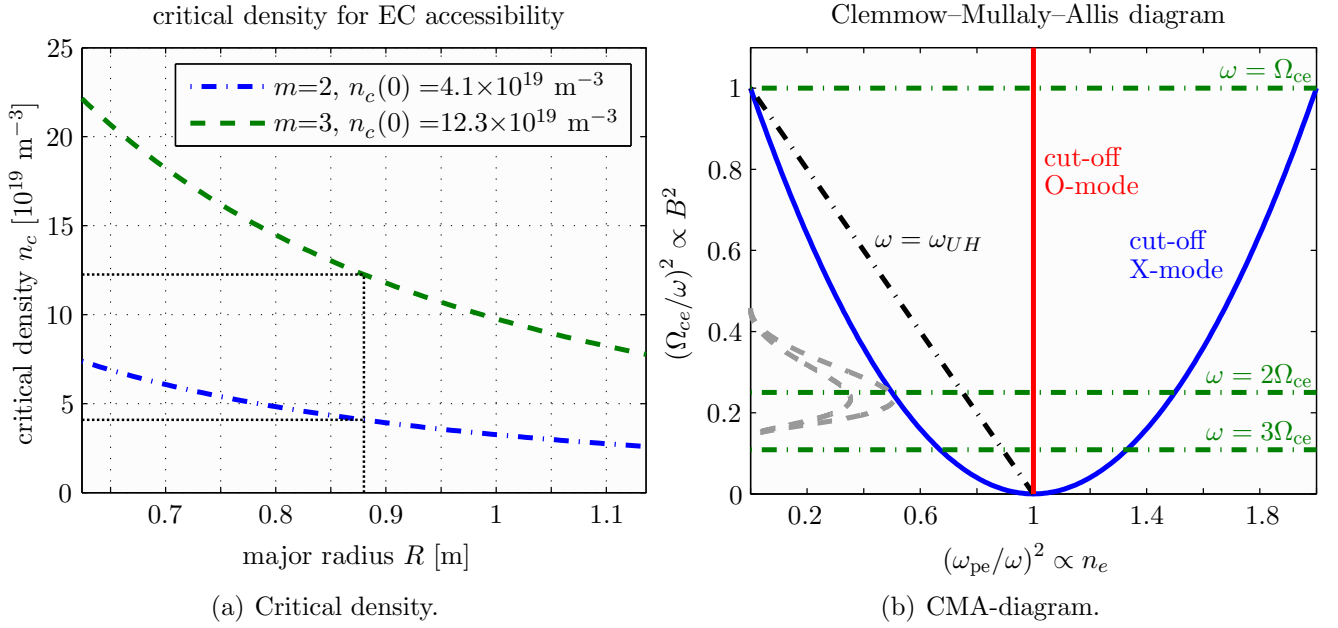 critical density for EC accessibility
m=2, n_c(0) =4.1×10^19 m^−3
m=3, n_c(0) =12.3×10^19 m^−3
critical density n_c [10^19 m^−3]
25
20
15
10
5
0
0.7 0.8 0.9 1 1.1
major radius R [m]
(a) Critical density.
Clemmow–Mullaly–Allis diagram
ω = Ω_ce
cut-off
O-mode
ω = ω_UH
cut-off
X-mode
ω = 2Ω_ce
ω = 3Ω_ce
(Ω_ce/ω)^2 ∝ B^2
1
0.8
0.6
0.4
0.2
0
0.2 0.6 1 1.4 1.8
(ω_pe/ω)^2 ∝ n_e
(b) CMA-diagram.